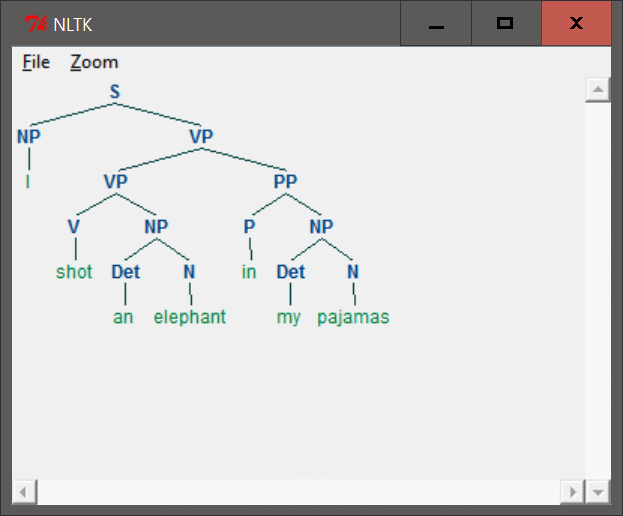 NLTK
File Zoom
S
NP VP
I VP PP
V NP P NP
shot Det N in Det N
an elephant my pajamas